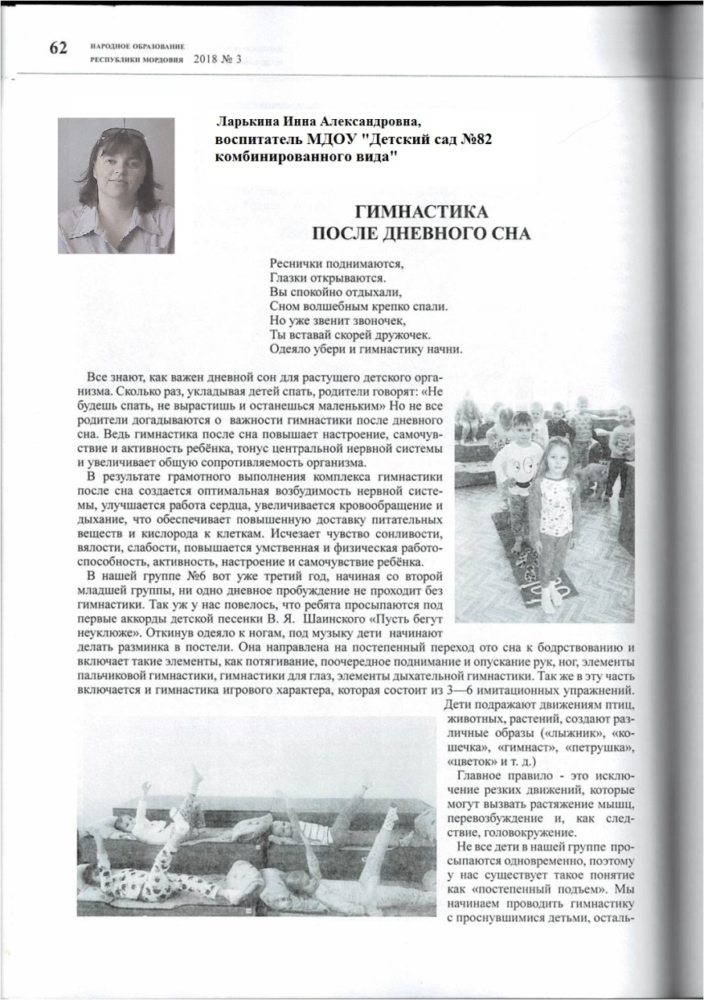 62
НАРОДНОЕ ОБРАЗОВАНИЕ
РЕСПУБЛИКИ МОРДОВИЯ 2018 № 3
Ларькина Инна Александровна,
воспитатель МДОУ "Детский сад №82
комбинированного вида"
ГИМНАСТИКА
ПОСЛЕ ДНЕВНОГО СНА
Реснички поднимаются,
Глазки открываются.
Вы спокойно отдыхали,
Сном волшебным крепко спали.
Но уже звенит звоночек,
Ты вставай скорей дружочек.
Одеяло убери и гимнастику начни.
Все знают, как важен дневной сон для растущего детского орга-
низма. Сколько раз, укладывая детей спать, родители говорят: «Не
будешь спать, не вырастишь и останешься маленьким» Но не все
родители догадываются о важности гимнастики после дневного
сна. Ведь гимнастика после сна повышает настроение, самочув-
ствие и активность ребёнка, тонус центральной нервной системы
и увеличивает общую сопротивляемость организма.
В результате грамотного выполнения комплекса гимнастики
после сна создается оптимальная возбудимость нервной систе-
мы, улучшается работа сердца, увеличивается кровообращение и
дыхание, что обеспечивает повышенную доставку питательных
веществ и кислорода к клеткам. Исчезает чувство сонливости,
вялости, слабости, повышается умственная и физическая работо-
способность, активность, настроение и самочувствие ребёнка.
В нашей группе №6 вот уже третий год, начиная со второй
младшей группы, ни одно дневное пробуждение не проходит без
гимнастики. Так уж у нас повелось, что ребята просыпаются под
первые аккорды детской песенки В. Я. Шаинского «Пусть бегут
неуклюже». Откинув одеяло к ногам, под музыку дети начинают
делать разминка в постели. Она направлена на постепенный переход ото сна к бодрствованию и
включает такие элементы, как потягивание, поочередное поднимание и опускание рук, ног, элементы
пальчиковой гимнастики, гимнастики для глаз, элементы дыхательной гимнастики. Так же в эту часть
включается и гимнастика игрового характера, которая состоит из 3—6 имитационных упражнений.
Дети подражают движениям птиц,
животных, растений, создают раз-
личные образы («лыжник», «ко-
шечка», «гимнаст», «петрушка»,
«цветок» и т. д.)
Главное правило - это исклю-
чение резких движений, которые
могут вызвать растяжение мышц,
перевозбуждение и, как след-
ствие, головокружение.
Не все дети в нашей группе про-
сыпаются одновременно, поэтому
у нас существует такое понятие
как «постепенный подъем». Мы
начинаем проводить гимнастику
с проснувшимися детьми, осталь-